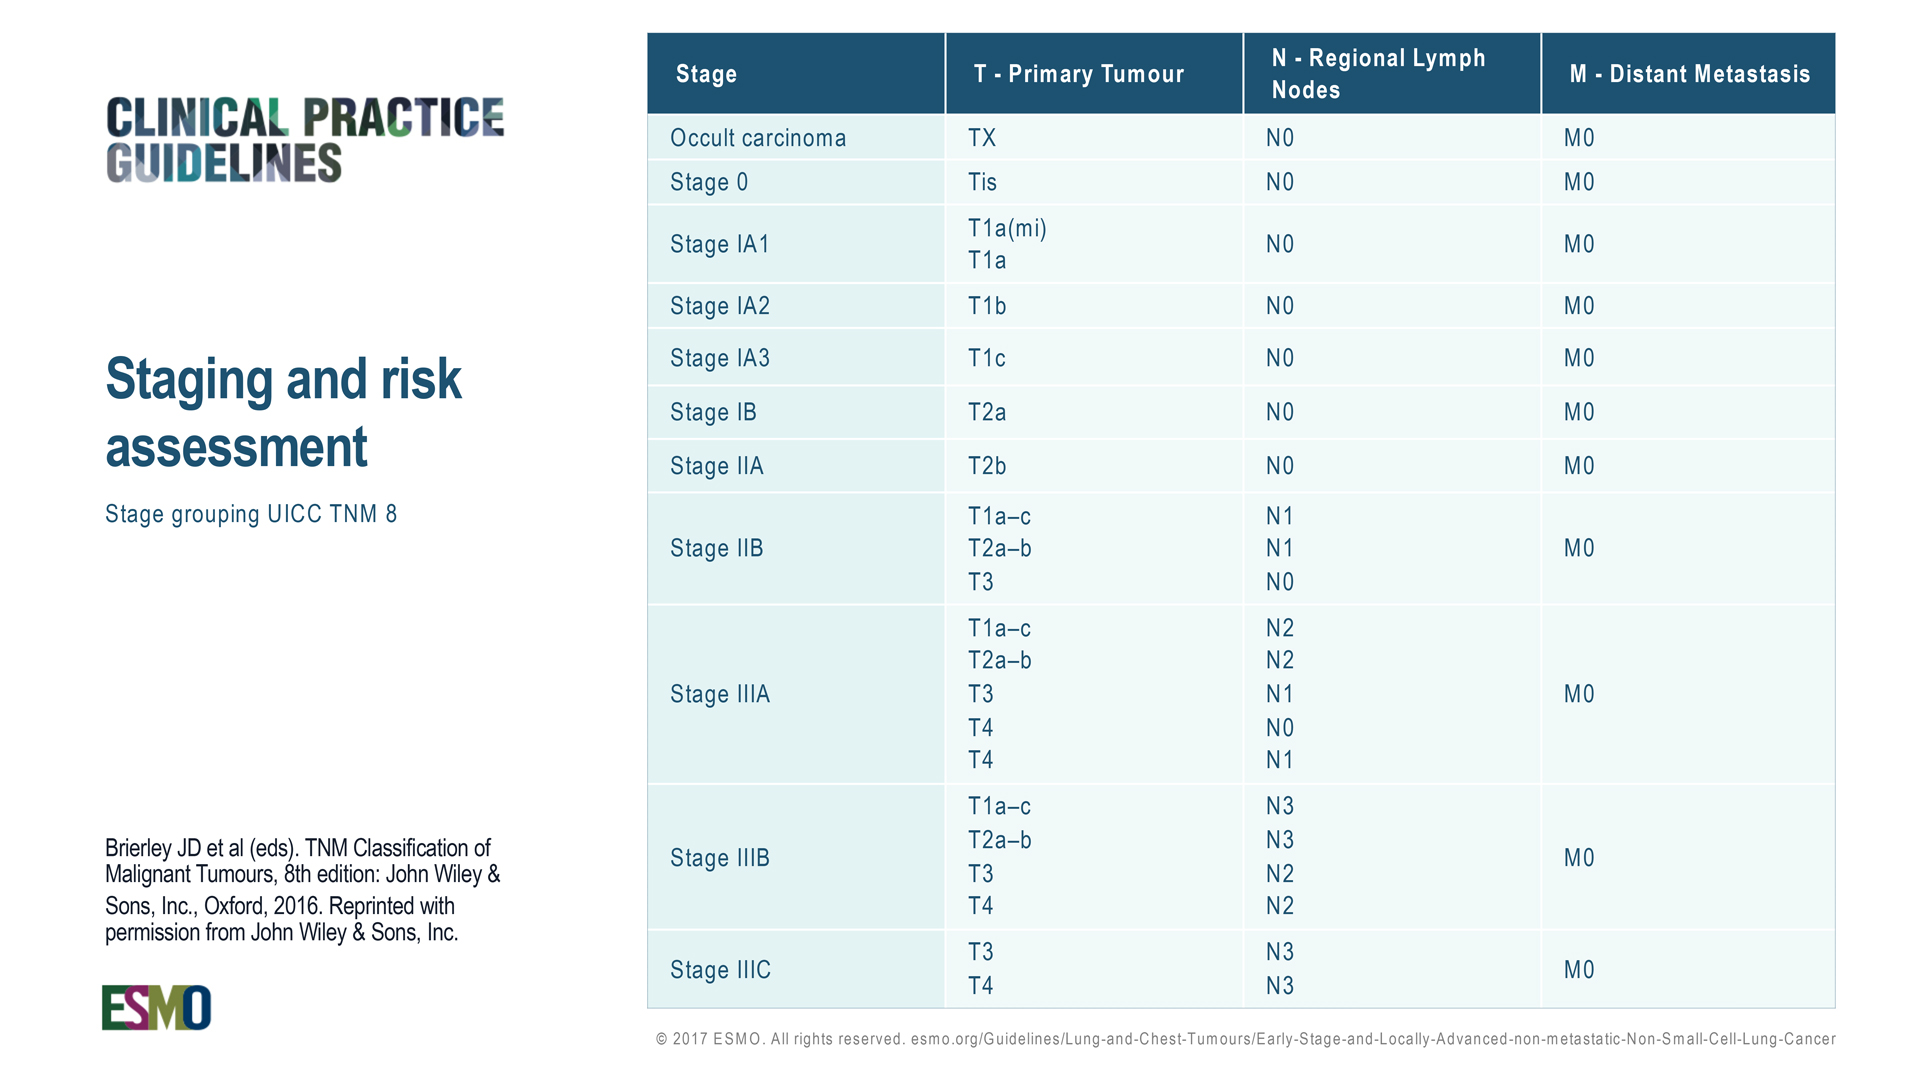 CLINICAL PRACTICE
GUIDELINES
Staging and risk
assessment
Stage grouping UICC TNM 8
Brierley JD et al (eds). TNM Classification of
Malignant Tumours, 8th edition: John Wiley &
Sons, Inc., Oxford, 2016. Reprinted with
permission from John Wiley & Sons, Inc.
ESMO
Stage T - Primary Tumour N - Regional Lymph Nodes M - Distant Metastasis
Occult carcinoma TX N0 M0
Stage 0 Tis N0 M0
Stage IA1 T1a(mi) N0 M0
T1a
Stage IA2 T1b N0 M0
Stage IA3 T1c N0 M0
Stage IB T2a N0 M0
Stage IIA T2b N0 M0
T1a–c N1
Stage IIB T2a–b N1 M0
T3 N0
T1a–c N2
T2a–b N2
Stage IIIA T3 N1 M0
T4 N0
T4 N1
T1a–c N3
T2a–b N3
Stage IIIB T3 N2 M0
T4 N2
Stage IIIC T3 N3 M0
T4 N3
© 2017 ESMO. All rights reserved. esmo.org/Guidelines/Lung-and-Chest-Tumours/Early-Stage-and-Locally-Advanced-non-metastatic-Non-Small-Cell-Lung-Cancer